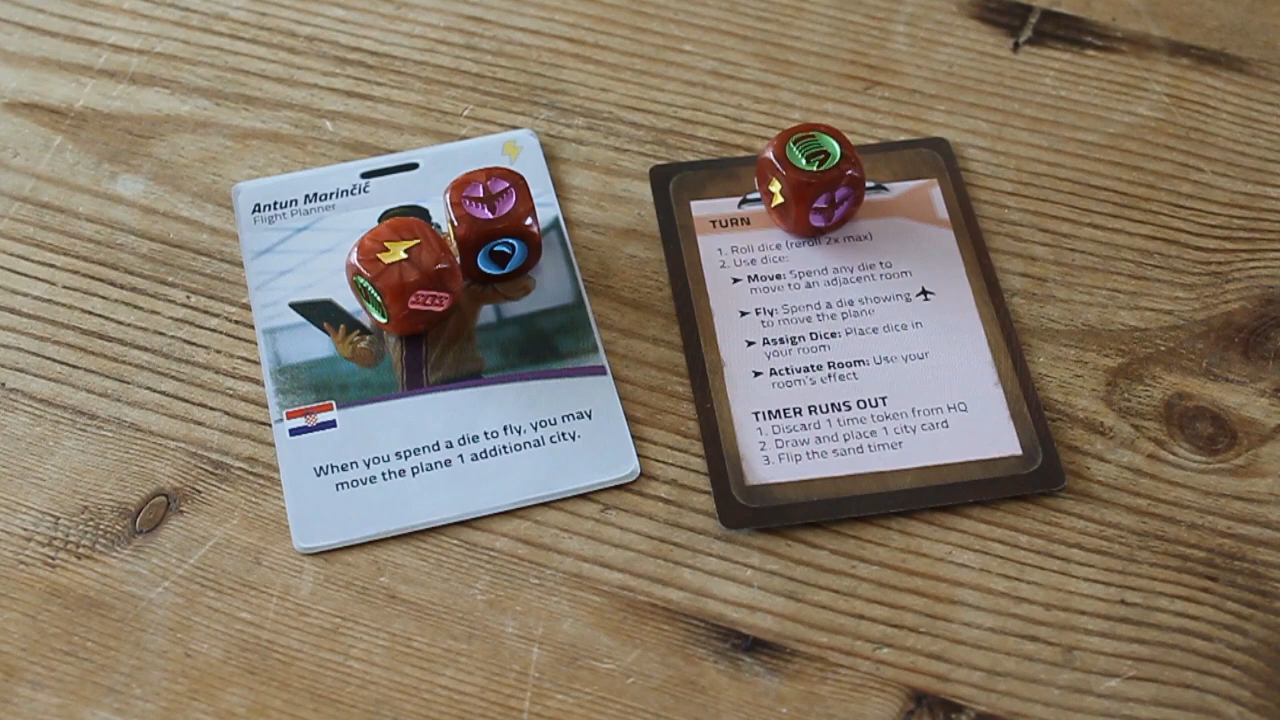 Antun Marinčić
Flight Planner
When you spend a die to fly, you may
move the plane 1 additional city.
TURN
1. Roll dice (reroll 2x max)
2. Use dice:
➤ Move: Spend any die to
move to an adjacent room
➤ Fly: Spend a die showing ✈
to move the plane
➤ Assign Dice: Place dice in
your room
➤ Activate Room: Use your
room's effect
TIMER RUNS OUT
1. Discard 1 time token from HQ
2. Draw and place 1 city card
3. Flip the sand timer